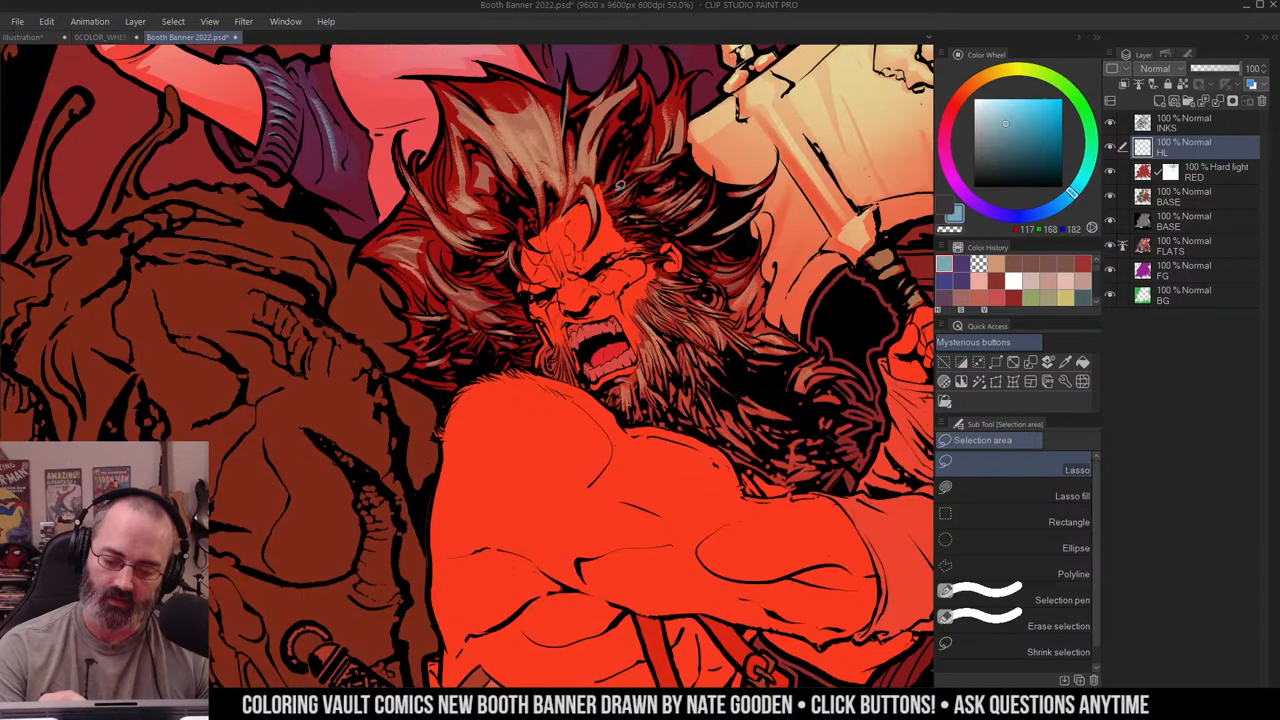 Booth Banner 2022.psd* (9600 x 9600px 600dpi 50.0%) - CLIP STUDIO PAINT PRO
File Edit Animation Layer Select View Filter Window Help
Illustration* 0COLOR_WHE Booth Banner 2022.psd*
Color Wheel
117 168 182
Color History
H S V
Quick Access
Mysterious buttons
Sub Tool [Selection area]
Selection area
Lasso
Lasso fill
Rectangle
Ellipse
Polyline
Selection pen
Erase selection
Shrink selection
Layer
Normal 100
100 % Normal
INKS
100 % Normal
HL
100 % Hard light
RED
100 % Normal
BASE
100 % Normal
BASE
100 % Normal
FLATS
100 % Normal
FG
100 % Normal
BG
COLORING VAULT COMICS NEW BOOTH BANNER DRAWN BY NATE GOODEN • CLICK BUTTONS! • ASK QUESTIONS ANYTIME